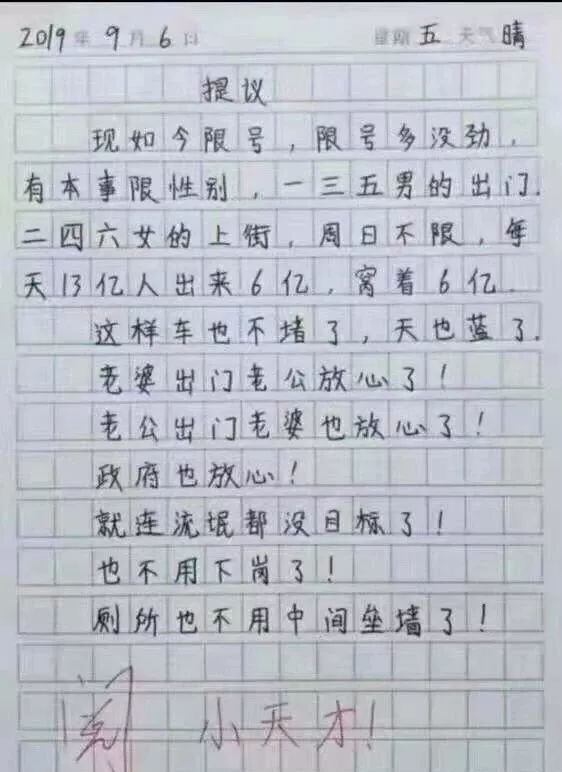 2019年9月6日 星期五 天气晴
提议
现如今限号，限号多没劲，
有本事限性别，一三五男的出门.
二四六女的上街，周日不限，每
天13亿人出来6亿，窝着6亿.
这样车也不堵了，天也蓝了.
老婆出门老公放心了！
老公出门老婆也放心了！
政府也放心！
就连流氓都没目标了！
也不用下岗了！
厕所也不用中间垒墙了！
阅 小天才！